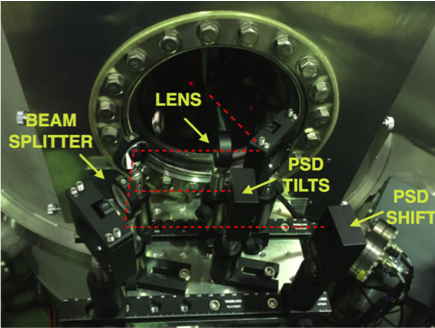 LENS
BEAM
SPLITTER
PSD
TILTS
PSD
SHIFT